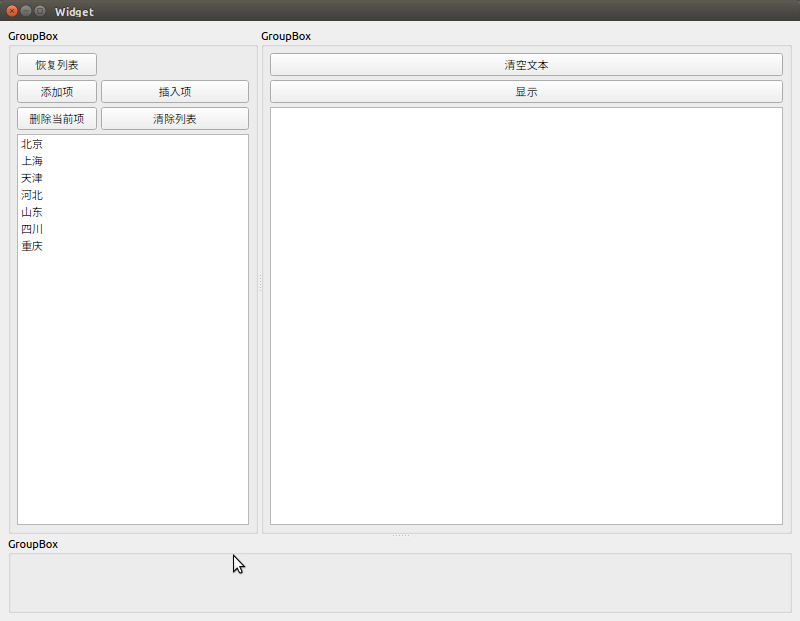 Widget
GroupBox
恢复列表
添加项 插入项
删除当前项 清除列表
北京
上海
天津
河北
山东
四川
重庆
GroupBox
清空文本
显示
GroupBox